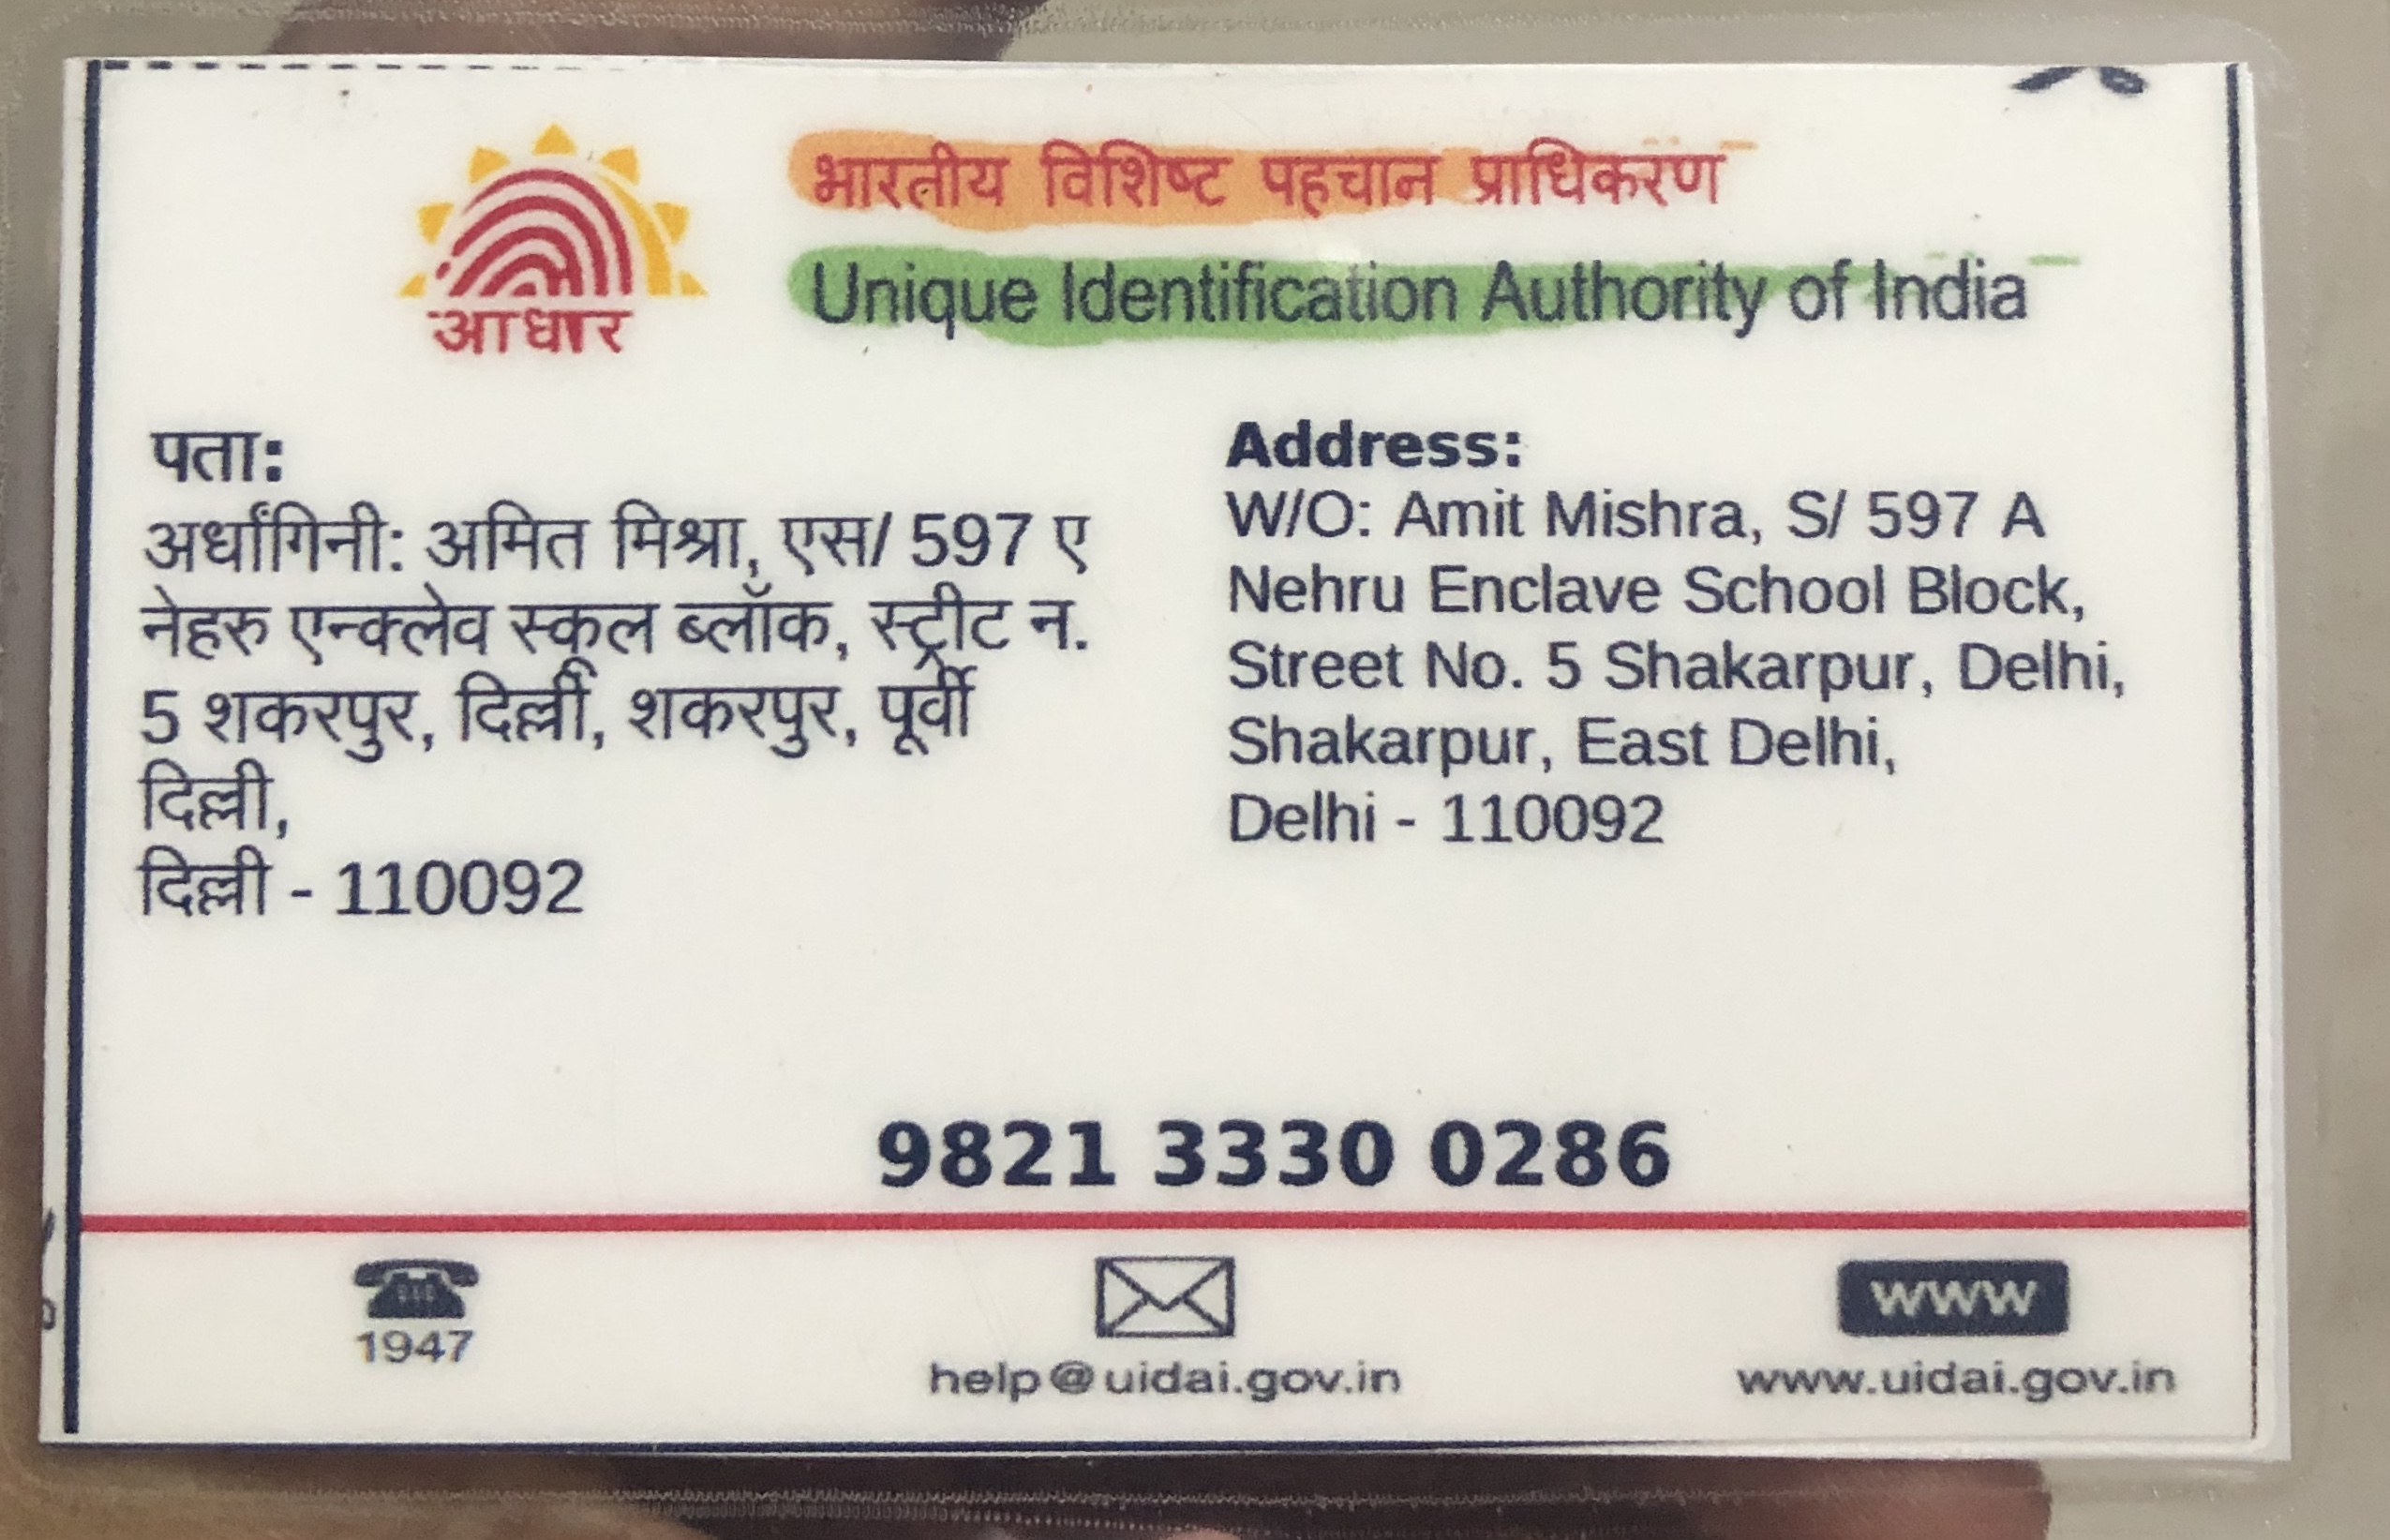 आधार
भारतीय विशिष्ट पहचान प्राधिकरण
Unique Identification Authority of India
पता:
अर्धांगिनी: अमित मिश्रा, एस/ 597 ए
नेहरु एन्क्लेव स्कूल ब्लॉक, स्ट्रीट न.
5 शकरपुर, दिल्ली, शकरपुर, पूर्वी
दिल्ली,
दिल्ली - 110092
Address:
W/O: Amit Mishra, S/ 597 A
Nehru Enclave School Block,
Street No. 5 Shakarpur, Delhi,
Shakarpur, East Delhi,
Delhi - 110092
9821 3330 0286
1947
help@uidai.gov.in
www
www.uidai.gov.in